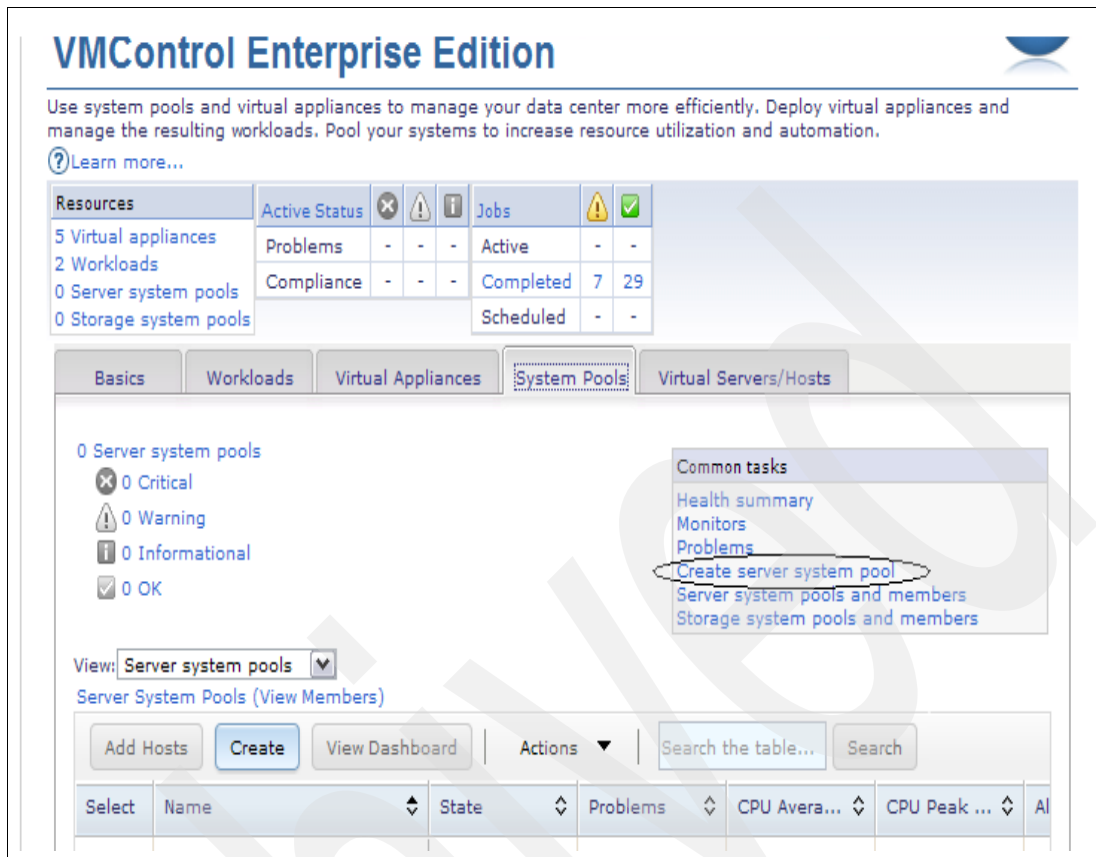 VMControl Enterprise Edition
Use system pools and virtual appliances to manage your data center more efficiently. Deploy virtual appliances and
manage the resulting workloads. Pool your systems to increase resource utilization and automation.
?Learn more...
Resources Active Status Jobs
5 Virtual appliances Problems - - - Active - -
2 Workloads
0 Server system pools Compliance - - - Completed 7 29
0 Storage system pools Scheduled - -
Basics Workloads Virtual Appliances System Pools Virtual Servers/Hosts
0 Server system pools
0 Critical
0 Warning
0 Informational
0 OK
Common tasks
Health summary
Monitors
Problems
Create server system pool
Server system pools and members
Storage system pools and members
View: Server system pools
Server System Pools (View Members)
Add Hosts Create View Dashboard Actions Search the table... Search
Select Name State Problems CPU Avera... CPU Peak ... Al